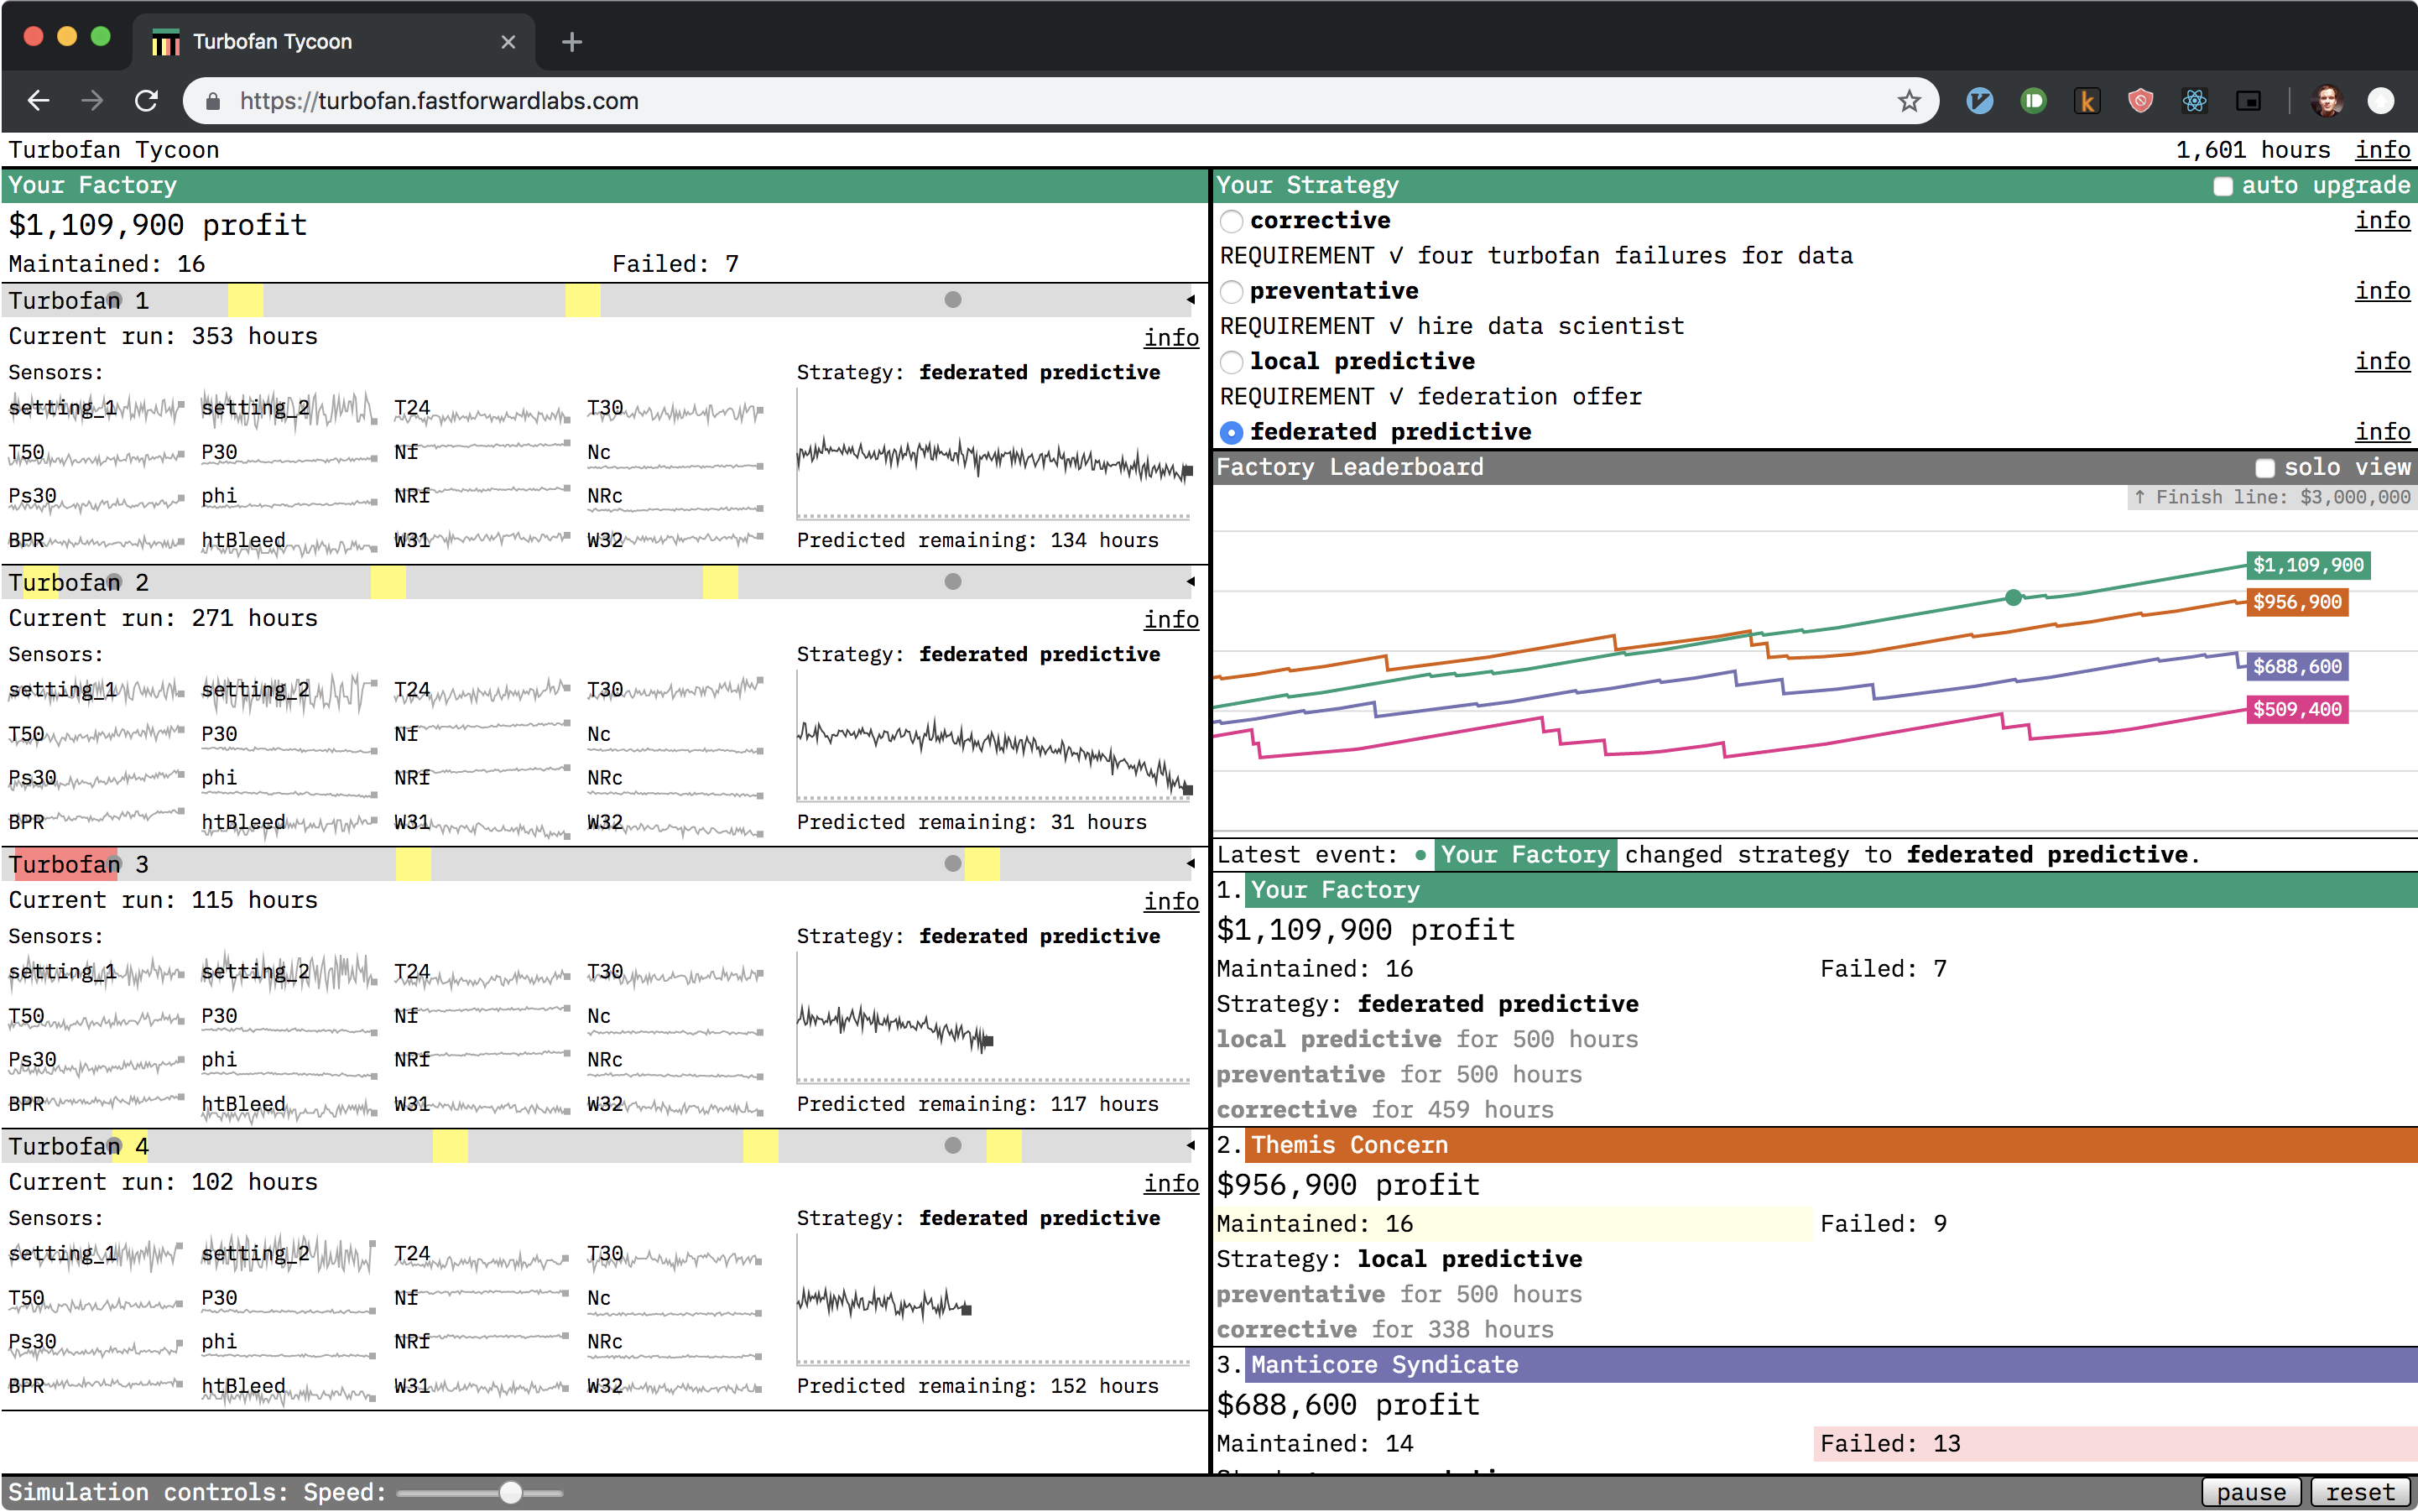 Turbofan Tycoon
https://turbofan.fastforwardlabs.com
Turbofan Tycoon
1,601 hours info
Your Factory
$1,109,900 profit
Maintained: 16 Failed: 7
Turbofan 1
Current run: 353 hours info
Sensors:
setting_1 setting_2 T24 T30
T50 P30 Nf Nc
Ps30 phi NRf NRc
BPR htBleed W31 W32
Strategy: federated predictive
Predicted remaining: 134 hours
Turbofan 2
Current run: 271 hours info
Sensors:
setting_1 setting_2 T24 T30
T50 P30 Nf Nc
Ps30 phi NRf NRc
BPR htBleed W31 W32
Strategy: federated predictive
Predicted remaining: 31 hours
Turbofan 3
Current run: 115 hours info
Sensors:
setting_1 setting_2 T24 T30
T50 P30 Nf Nc
Ps30 phi NRf NRc
BPR htBleed W31 W32
Strategy: federated predictive
Predicted remaining: 117 hours
Turbofan 4
Current run: 102 hours info
Sensors:
setting_1 setting_2 T24 T30
T50 P30 Nf Nc
Ps30 phi NRf NRc
BPR htBleed W31 W32
Strategy: federated predictive
Predicted remaining: 152 hours
Your Strategy auto upgrade
corrective info
REQUIREMENT √ four turbofan failures for data
preventative info
REQUIREMENT √ hire data scientist
local predictive info
REQUIREMENT √ federation offer
federated predictive info
Factory Leaderboard solo view
↑ Finish line: $3,000,000
$1,109,900
$956,900
$688,600
$509,400
Latest event: • Your Factory changed strategy to federated predictive.
1. Your Factory
$1,109,900 profit
Maintained: 16 Failed: 7
Strategy: federated predictive
local predictive for 500 hours
preventative for 500 hours
corrective for 459 hours
2. Themis Concern
$956,900 profit
Maintained: 16 Failed: 9
Strategy: local predictive
preventative for 500 hours
corrective for 338 hours
3. Manticore Syndicate
$688,600 profit
Maintained: 14 Failed: 13
Simulation controls: Speed:
pause reset